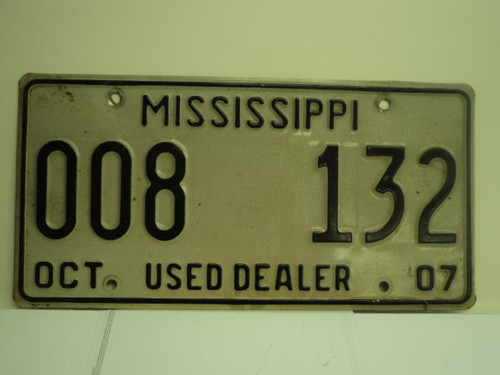 MISSISSIPPI
008 132
OCT USED DEALER 07